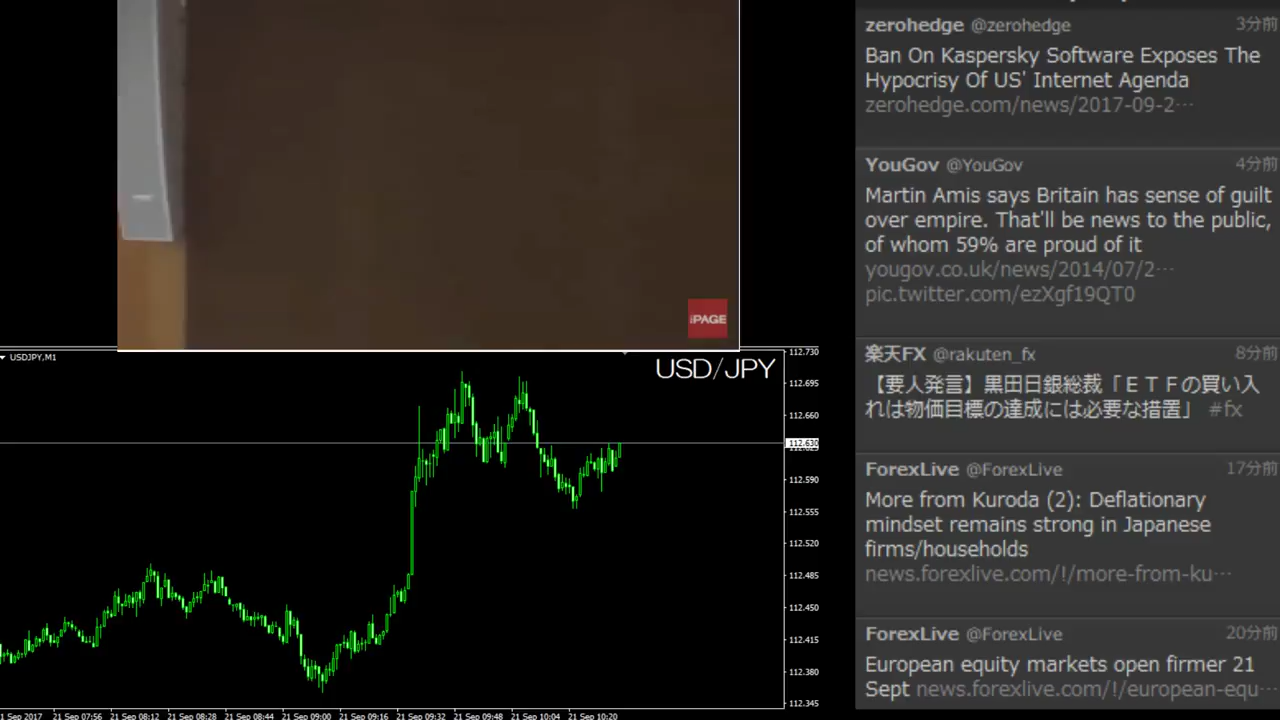 iPAGE
USDJPY,M1
USD/JPY
112.730
112.695
112.660
112.630
112.590
112.555
112.520
112.485
112.450
112.415
112.380
112.345
21 Sep 2017
21 Sep 07:56
21 Sep 08:12
21 Sep 08:28
21 Sep 08:44
21 Sep 09:00
21 Sep 09:16
21 Sep 09:32
21 Sep 09:48
21 Sep 10:04
21 Sep 10:20
zerohedge @zerohedge 3分前
Ban On Kaspersky Software Exposes The
Hypocrisy Of US' Internet Agenda
zerohedge.com/news/2017-09-2…
YouGov @YouGov 4分前
Martin Amis says Britain has sense of guilt
over empire. That'll be news to the public,
of whom 59% are proud of it
yougov.co.uk/news/2014/07/2…
pic.twitter.com/ezXgf19QT0
楽天FX @rakuten_fx 8分前
【要人発言】黒田日銀総裁「ＥＴＦの買い入
れは物価目標の達成には必要な措置」 #fx
ForexLive @ForexLive 17分前
More from Kuroda (2): Deflationary
mindset remains strong in Japanese
firms/households
news.forexlive.com/!/more-from-ku…
ForexLive @ForexLive 20分前
European equity markets open firmer 21
Sept news.forexlive.com/!/european-equ…